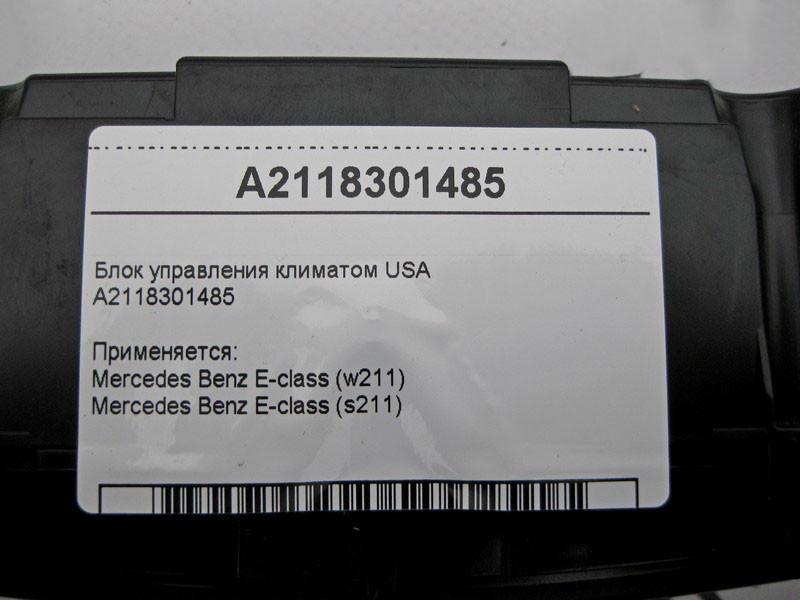 A2118301485
Блок управления климатом USA
A2118301485
Применяется:
Mercedes Benz E-class (w211)
Mercedes Benz E-class (s211)